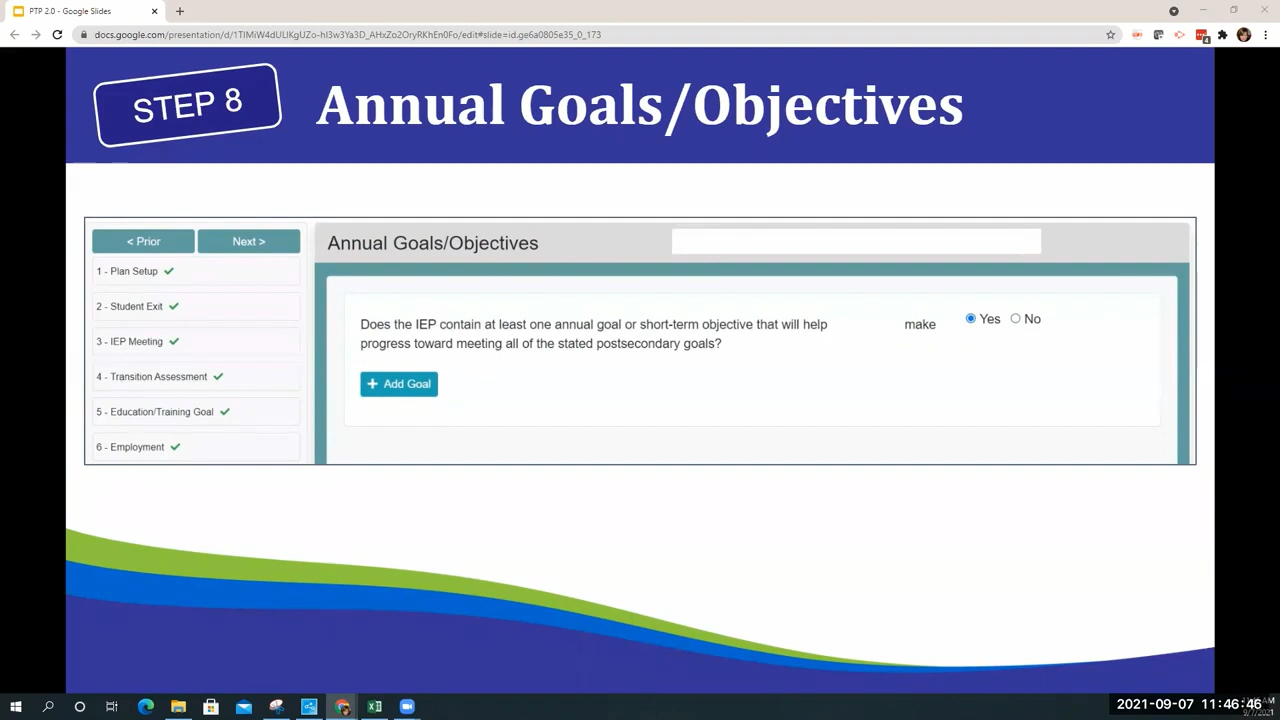 PTP 2.0 - Google Slides
docs.google.com/presentation/d/1TIMiW4dULlKgUZo-hI3w3Ya3D_AHxZo2OryRKhEn0Fo/edit#slide=id.ge6a0805e35_0_173
STEP 8
Annual Goals/Objectives
< Prior
Next >
Annual Goals/Objectives
1 - Plan Setup
2 - Student Exit
3 - IEP Meeting
4 - Transition Assessment
5 - Education/Training Goal
6 - Employment
Does the IEP contain at least one annual goal or short-term objective that will help make
progress toward meeting all of the stated postsecondary goals?
Yes No
+ Add Goal
2021-09-07 11:46:46